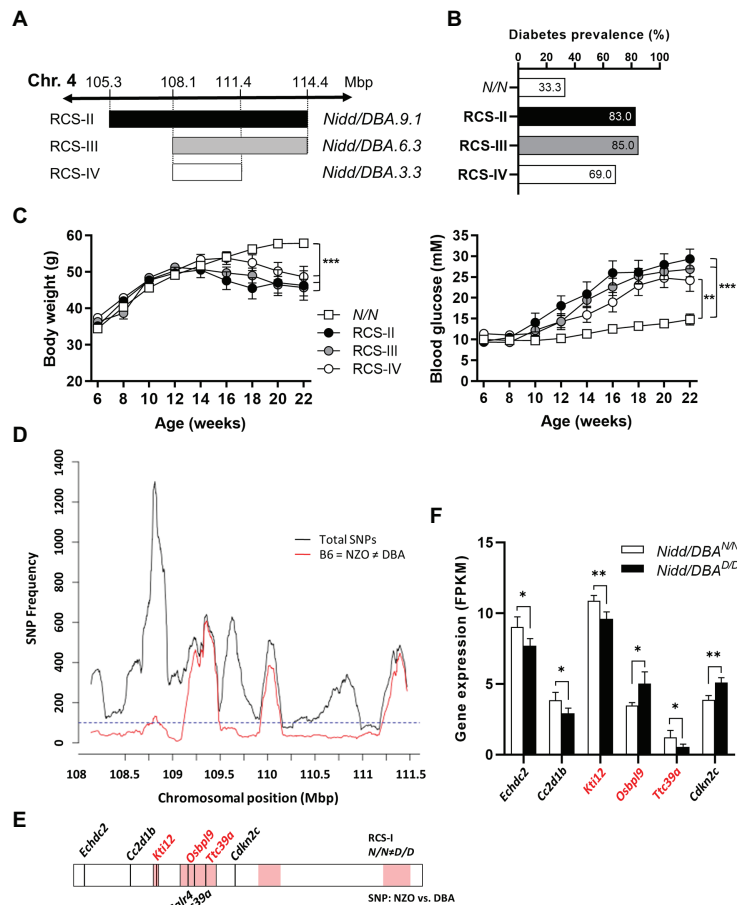 A
Chr. 4
105.3 108.1 111.4 114.4 Mbp
RCS-II Nidd/DBA.9.1
RCS-III Nidd/DBA.6.3
RCS-IV Nidd/DBA.3.3
B
Diabetes prevalence (%)
0 20 40 60 80 100
N/N 33.3
RCS-II 83.0
RCS-III 85.0
RCS-IV 69.0
C
Body weight (g)
60
50
40
30
20
6 8 10 12 14 16 18 20 22
Age (weeks)
***
N/N
RCS-II
RCS-III
RCS-IV
Blood glucose (mM)
35
30
25
20
15
10
5
0
6 8 10 12 14 16 18 20 22
Age (weeks)
**
***
D
SNP Frequency
1400
1200
1000
800
600
400
200
0
Total SNPs
B6 = NZO ≠ DBA
108 108.5 109 109.5 110 110.5 111 111.5
Chromosomal position (Mbp)
E
Echdc2
Cc2d1b
Kti12
Osbpl9
Ttc39a
Cdkn2c
RCS-I
N/N≠D/D
SNP: NZO vs. DBA
F
Gene expression (FPKM)
15
10
5
0
Nidd/DBA^N/N
Nidd/DBA^D/D
* * ** * * **
Echdc2
Cc2d1b
Kti12
Osbpl9
Ttc39a
Cdkn2c